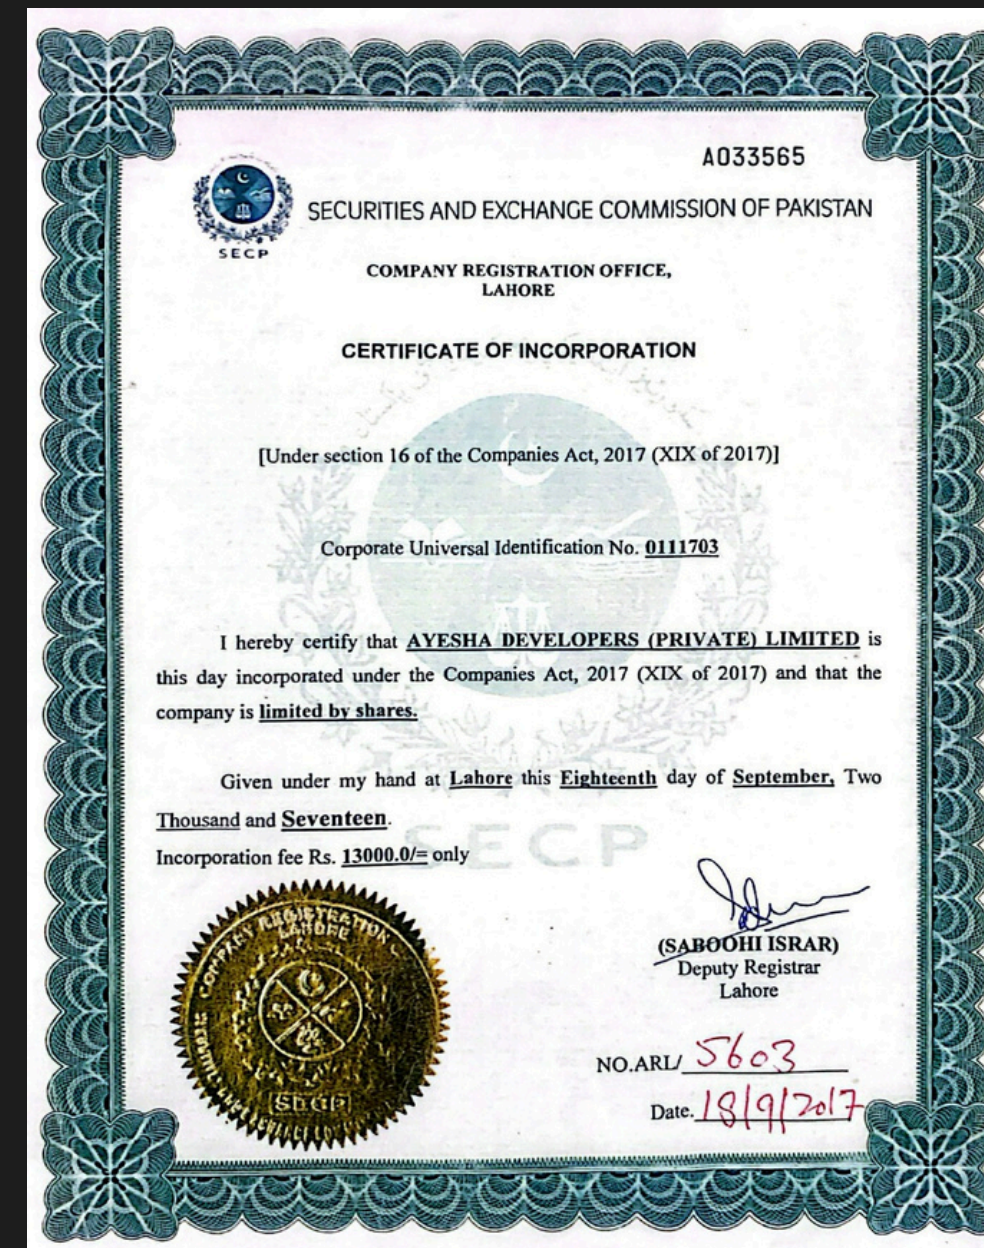 A033565
SECP
SECURITIES AND EXCHANGE COMMISSION OF PAKISTAN
COMPANY REGISTRATION OFFICE,
LAHORE
CERTIFICATE OF INCORPORATION
[Under section 16 of the Companies Act, 2017 (XIX of 2017)]
Corporate Universal Identification No. 0111703
I hereby certify that AYESHA DEVELOPERS (PRIVATE) LIMITED is
this day incorporated under the Companies Act, 2017 (XIX of 2017) and that the
company is limited by shares.
Given under my hand at Lahore this Eighteenth day of September, Two
Thousand and Seventeen.
Incorporation fee Rs. 13000.0/= only
SECP
COMPANY REGISTRATION
LAHORE
SECP
(SABOOHI ISRAR)
Deputy Registrar
Lahore
NO.ARL/ 5603
Date. 18/9/2017